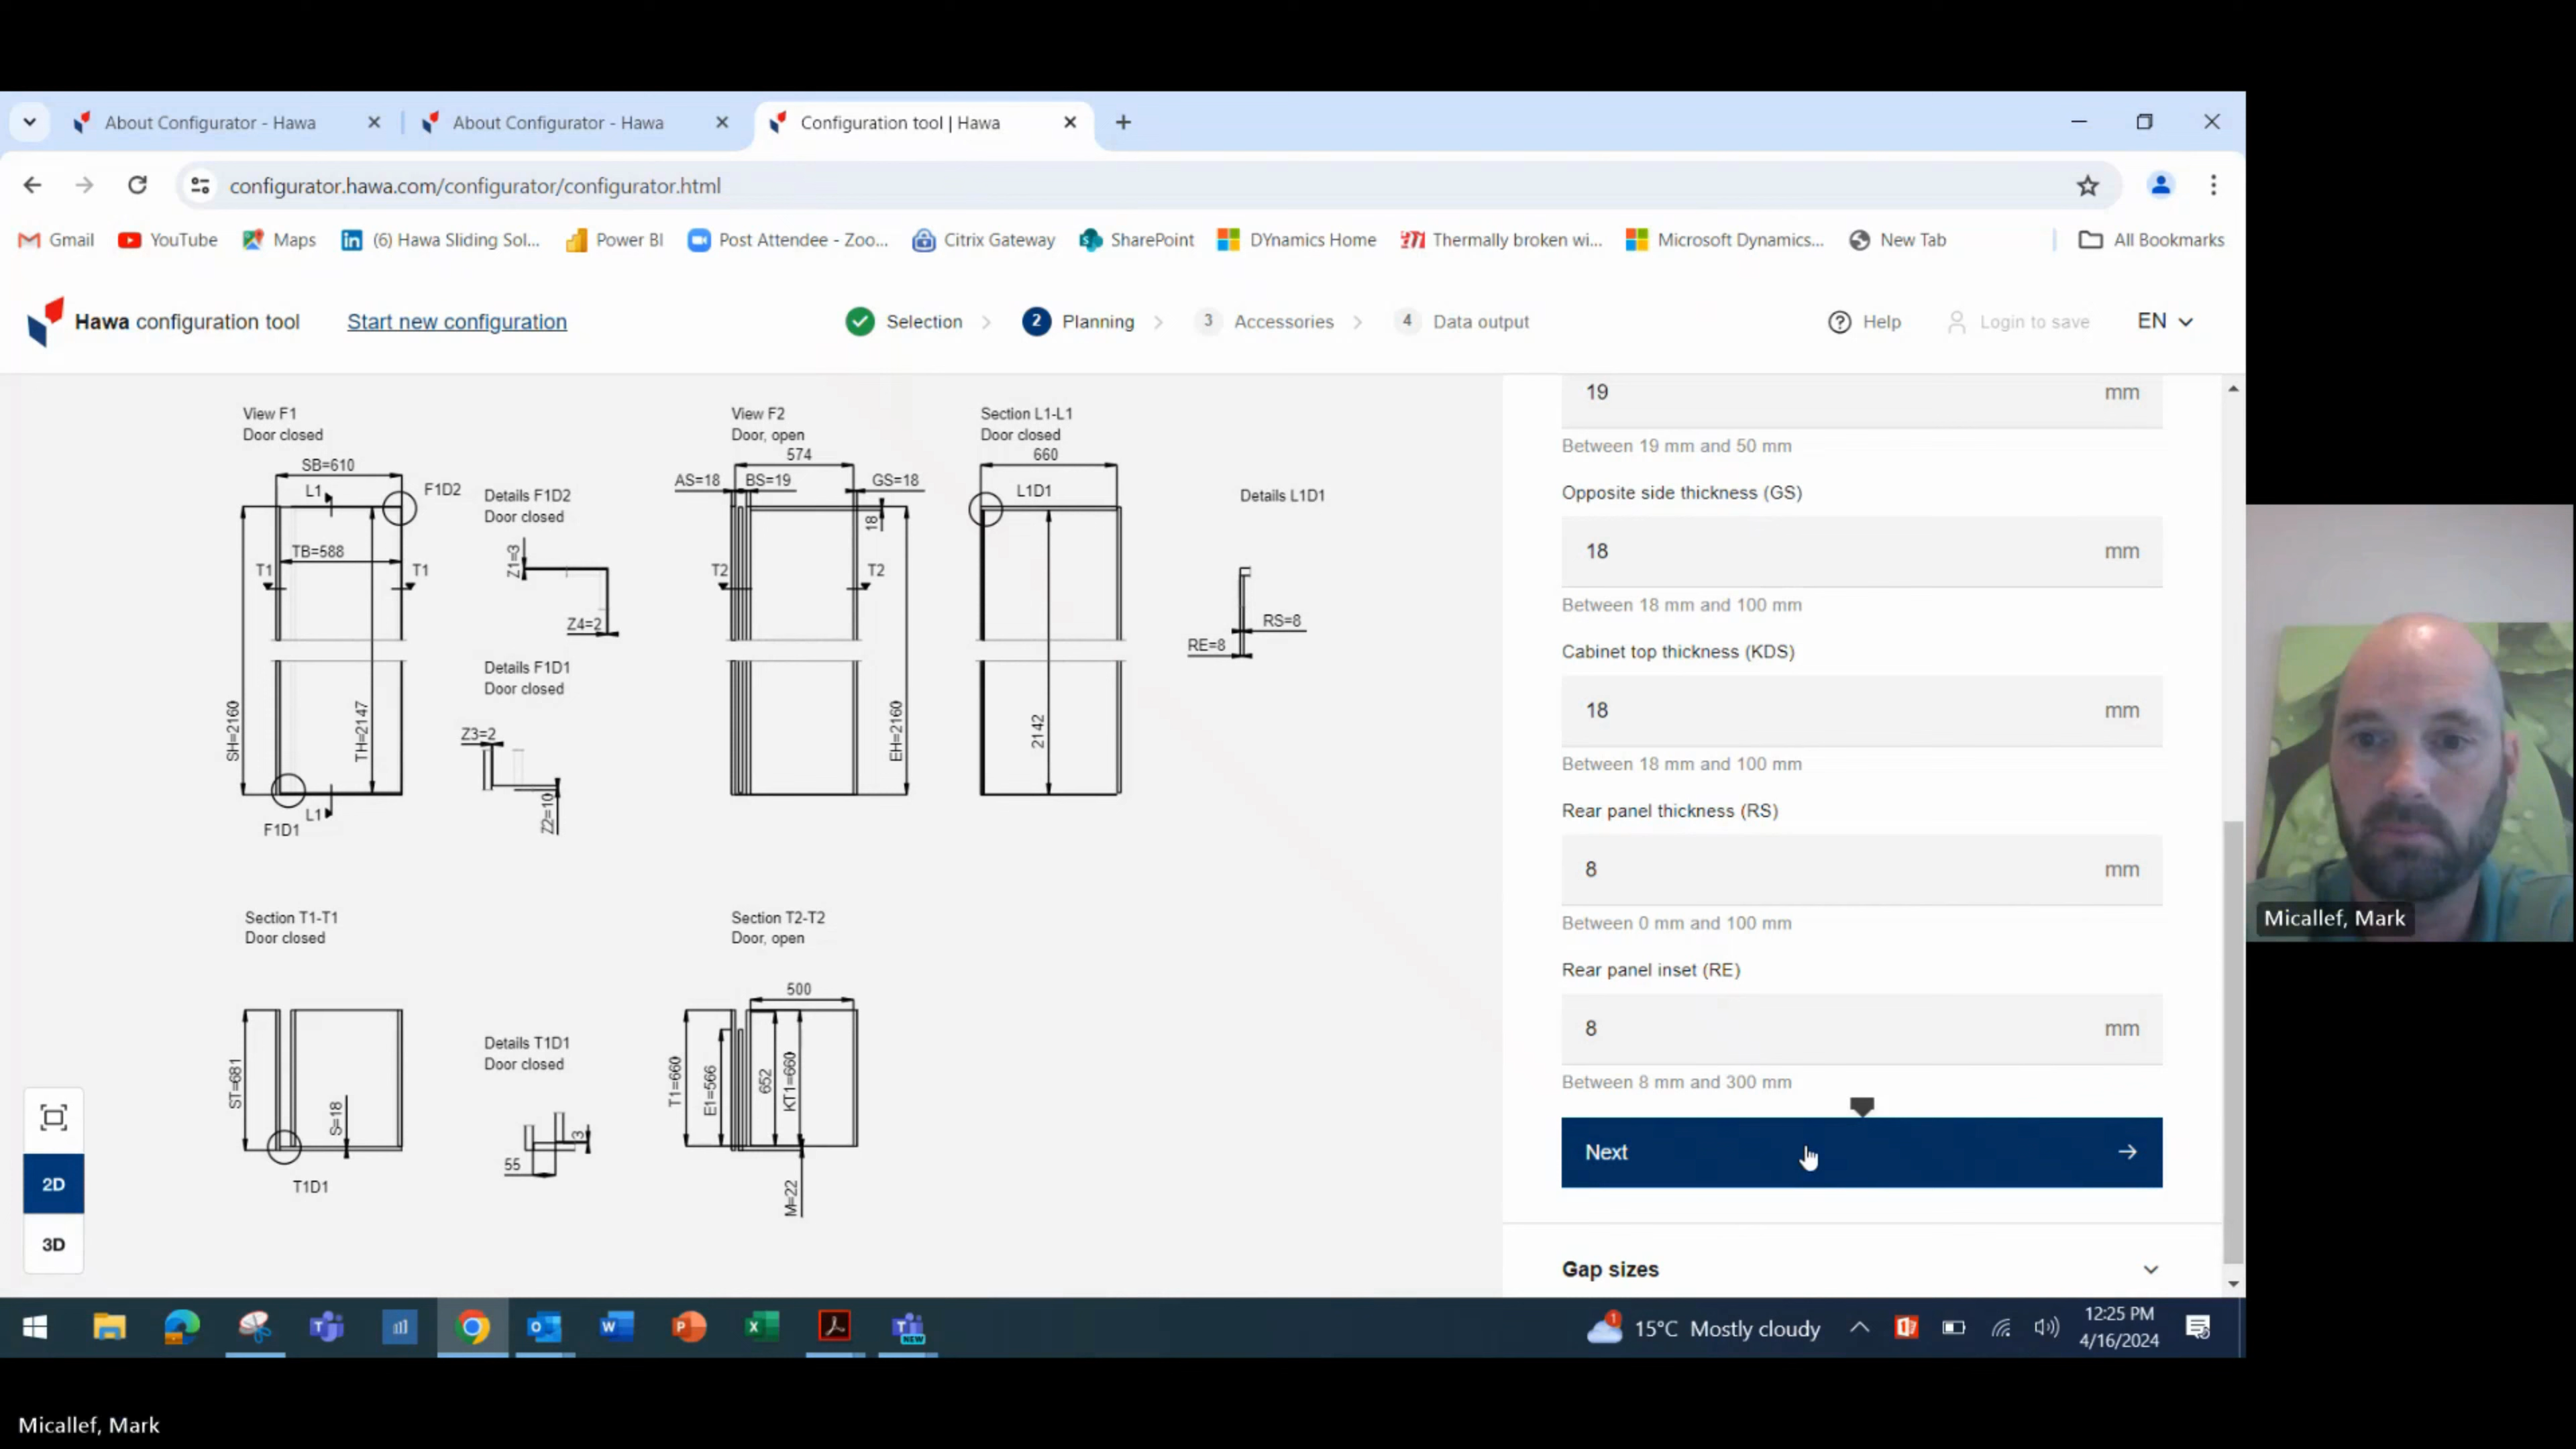 About Configurator - Hawa
About Configurator - Hawa
Configuration tool | Hawa
configurator.hawa.com/configurator/configurator.html
Gmail
YouTube
Maps
(6) Hawa Sliding Sol...
Power BI
Post Attendee - Zoo...
Citrix Gateway
SharePoint
DYnamics Home
Thermally broken wi...
Microsoft Dynamics...
New Tab
All Bookmarks
Hawa configuration tool
Start new configuration
Selection
2 Planning
3 Accessories
4 Data output
Help
Login to save
EN
View F1
Door closed
SB=610
L1
F1D2
TB=588
T1
T1
SH=2160
TH=2147
L1
F1D1
Details F1D2
Door closed
Z1=3
Z4=2
Details F1D1
Door closed
Z3=2
Z2=10
View F2
Door, open
574
AS=18
BS=19
GS=18
18
T2
T2
EH=2160
Section L1-L1
Door closed
660
L1D1
2142
Details L1D1
RS=8
RE=8
Section T1-T1
Door closed
ST=681
S=18
T1D1
Details T1D1
Door closed
3
55
Section T2-T2
Door, open
500
T1=660
E1=566
652
KT1=660
M=22
2D
3D
19 mm
Between 19 mm and 50 mm
Opposite side thickness (GS)
18 mm
Between 18 mm and 100 mm
Cabinet top thickness (KDS)
18 mm
Between 18 mm and 100 mm
Rear panel thickness (RS)
8 mm
Between 0 mm and 100 mm
Rear panel inset (RE)
8 mm
Between 8 mm and 300 mm
Next
Gap sizes
Micallef, Mark
1
15°C Mostly cloudy
12:25 PM
4/16/2024
NEW
Micallef, Mark